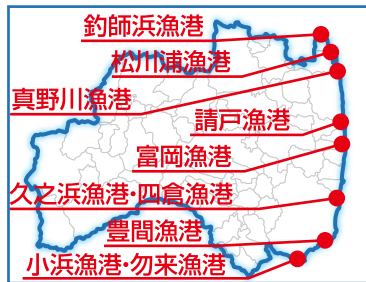 釣師浜漁港
松川浦漁港
真野川漁港
請戸漁港
富岡漁港
久之浜漁港・四倉漁港
豊間漁港
小浜漁港・勿来漁港